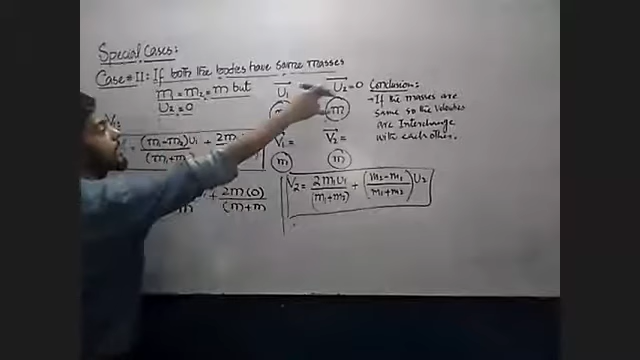 Special Cases:
Case # II: If both the bodies have same masses
m₁ = m₂ = m but
U₂ = 0
V₂
= (m₁-m₂)U₁ / (m₁+ + 2m
+ 2m(0) / (m+m
U₁
U₂=0
m
V₁ =
V₂ =
m
m
V₂ = 2m₁U₁ / (m₁+m₂) + (m₂-m₁ / m₁+m₂) U₂
Conclusion:
- If the masses are
same so the velocities
are Interchange
with each other.